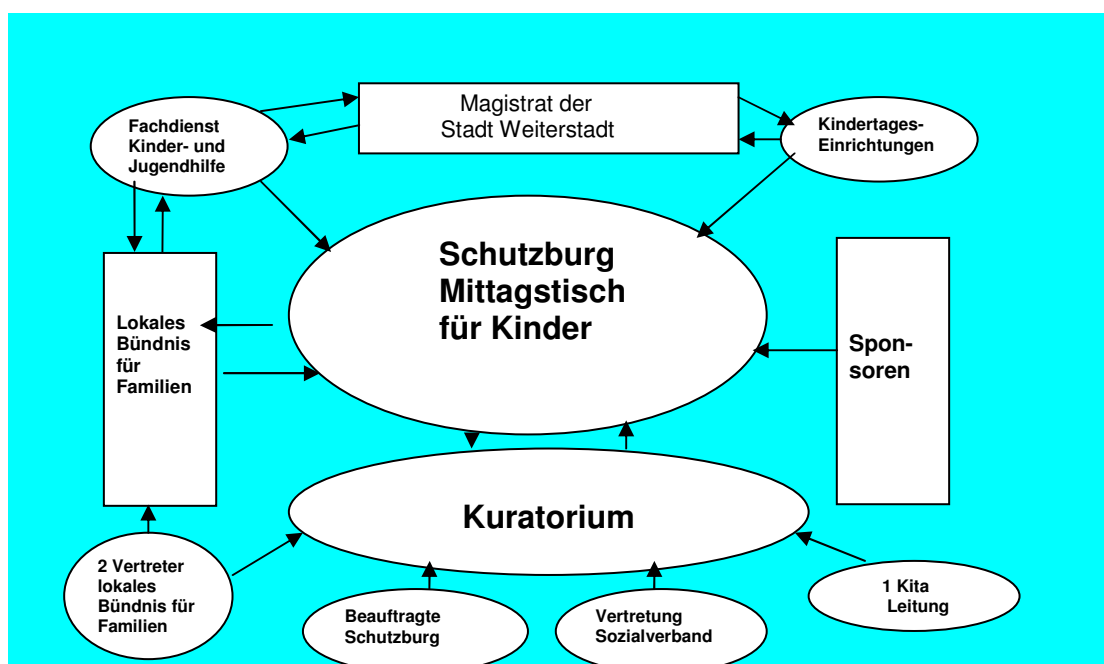 Fachdienst
Kinder- und
Jugendhilfe
Magistrat der
Stadt Weiterstadt
Kindertages-
Einrichtungen
Schutzburg
Mittagstisch
für Kinder
Lokales
Bündnis
für
Familien
Spon-
soren
Kuratorium
2 Vertreter
lokales
Bündnis für
Familien
Beauftragte
Schutzburg
Vertretung
Sozialverband
1 Kita
Leitung